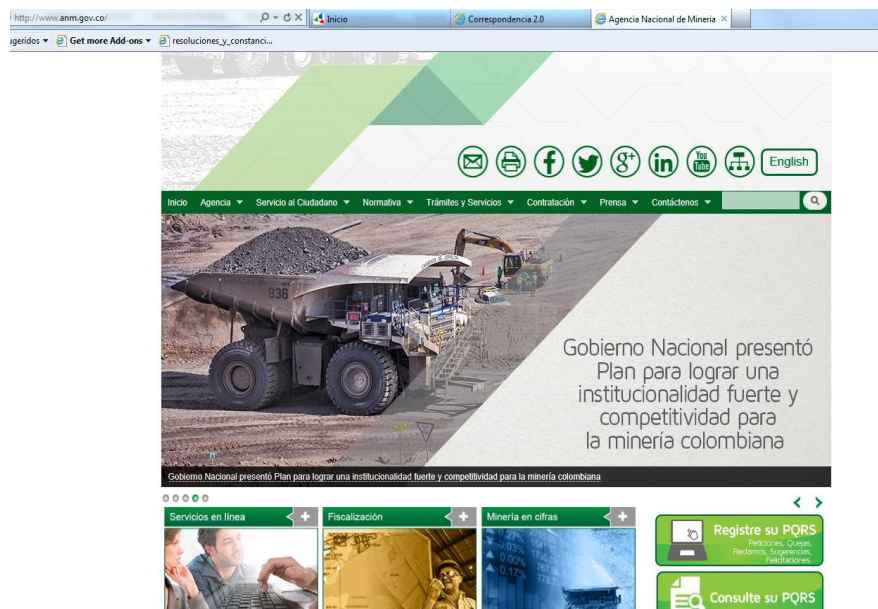 http://www.anm.gov.co/
Inicio
Correspondencia 2.0
Agencia Nacional de Mineria
ugeridos
Get more Add-ons
resoluciones_y_constanci...
You
Tube
English
Inicio Agencia Servicio al Ciudadano Normativa Trámites y Servicios Contratación Prensa Contáctenos
836
Gobierno Nacional presentó
Plan para lograr una
institucionalidad fuerte y
competitividad para
la minería colombiana
Gobierno Nacional presentó Plan para lograr una institucionalidad fuerte y competitividad para la minería colombiana
Servicios en línea
Fiscalización
Minería en cifras
Registre su PQRS
Peticiones, Quejas,
Reclamos, Sugerencias,
Felicitaciones.
Consulte su PQRS